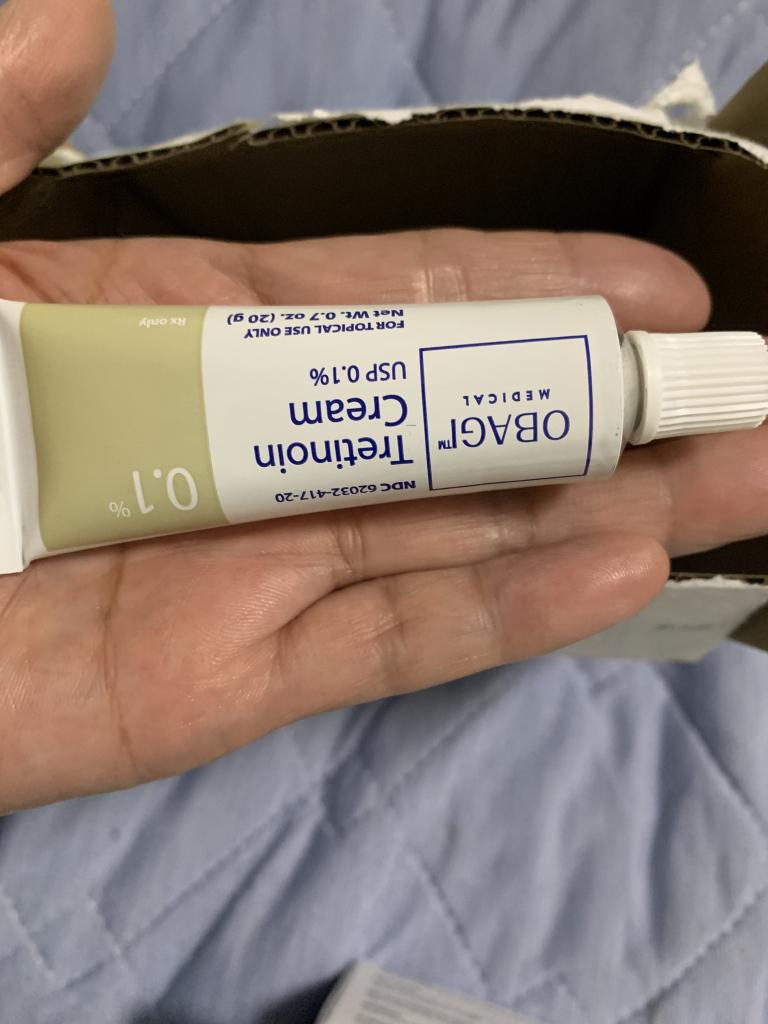 OBAGI™
MEDICAL
NDC 62032-417-20
Tretinoin
Cream
USP 0.1%
FOR TOPICAL USE ONLY
Net Wt. 0.7 oz. (20 g)
0.1%
Rx only